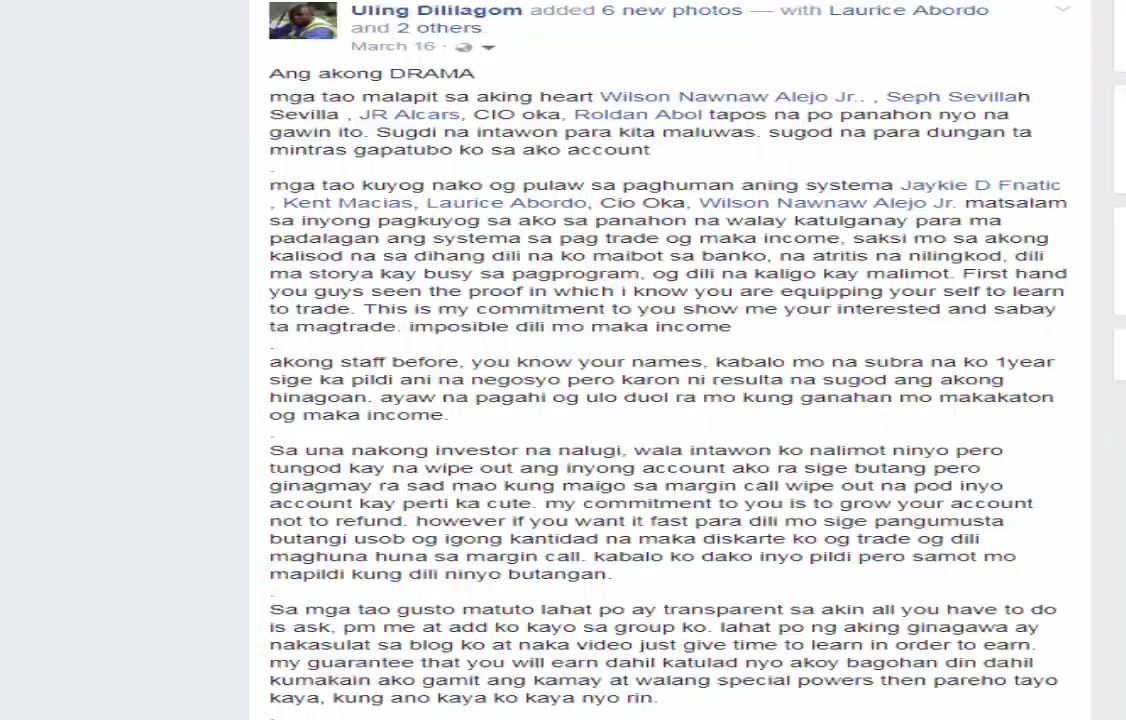 Uling Dililagom added 6 new photos — with Laurice Abordo
and 2 others.
March 16 ·
Ang akong DRAMA
mga tao malapit sa aking heart Wilson Nawnaw Alejo Jr.. , Seph Sevillah
Sevilla , JR Alcars, CIO oka, Roldan Abol tapos na po panahon nyo na
gawin ito. Sugdi na intawon para kita maluwas. sugod na para dungan ta
mintras gapatubo ko sa ako account
.
mga tao kuyog nako og pulaw sa paghuman aning systema Jaykie D Fnatic
, Kent Macias, Laurice Abordo, Cio Oka, Wilson Nawnaw Alejo Jr. matsalam
sa inyong pagkuyog sa ako sa panahon na walay katulganay para ma
padalagan ang systema sa pag trade og maka income, saksi mo sa akong
kalisod na sa dihang dili na ko maibot sa banko, na atritis na nilingkod, dili
ma storya kay busy sa pagprogram, og dili na kaligo kay malimot. First hand
you guys seen the proof in which i know you are equipping your self to learn
to trade. This is my commitment to you show me your interested and sabay
ta magtrade. imposible dili mo maka income
.
akong staff before, you know your names, kabalo mo na subra na ko 1year
sige ka pildi ani na negosyo pero karon ni resulta na sugod ang akong
hinagoan. ayaw na pagahi og ulo duol ra mo kung ganahan mo makakaton
og maka income.
.
Sa una nakong investor na nalugi, wala intawon ko nalimot ninyo pero
tungod kay na wipe out ang inyong account ako ra sige butang pero
ginagmay ra sad mao kung maigo sa margin call wipe out na pod inyo
account kay perti ka cute. my commitment to you is to grow your account
not to refund. however if you want it fast para dili mo sige pangumusta
butangi usob og igong kantidad na maka diskarte ko og trade og dili
maghuna huna sa margin call. kabalo ko dako inyo pildi pero samot mo
mapildi kung dili ninyo butangan.
.
Sa mga tao gusto matuto lahat po ay transparent sa akin all you have to do
is ask, pm me at add ko kayo sa group ko. lahat po ng aking ginagawa ay
nakasulat sa blog ko at naka video just give time to learn in order to earn.
my guarantee that you will earn dahil katulad nyo akoy bagohan din dahil
kumakain ako gamit ang kamay at walang special powers then pareho tayo
kaya, kung ano kaya ko kaya nyo rin.
.